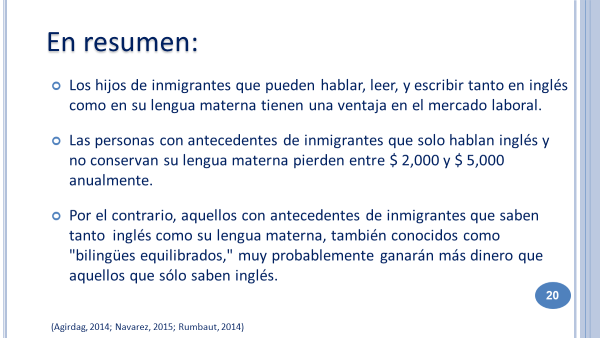 En resumen:
Los hijos de inmigrantes que pueden hablar, leer, y escribir tanto en inglés
como en su lengua materna tienen una ventaja en el mercado laboral.
Las personas con antecedentes de inmigrantes que solo hablan inglés y
no conservan su lengua materna pierden entre $ 2,000 y $ 5,000
anualmente.
Por el contrario, aquellos con antecedentes de inmigrantes que saben
tanto inglés como su lengua materna, también conocidos como
"bilingües equilibrados," muy probablemente ganarán más dinero que
aquellos que sólo saben inglés.
20
(Agirdag, 2014; Navarez, 2015; Rumbaut, 2014)